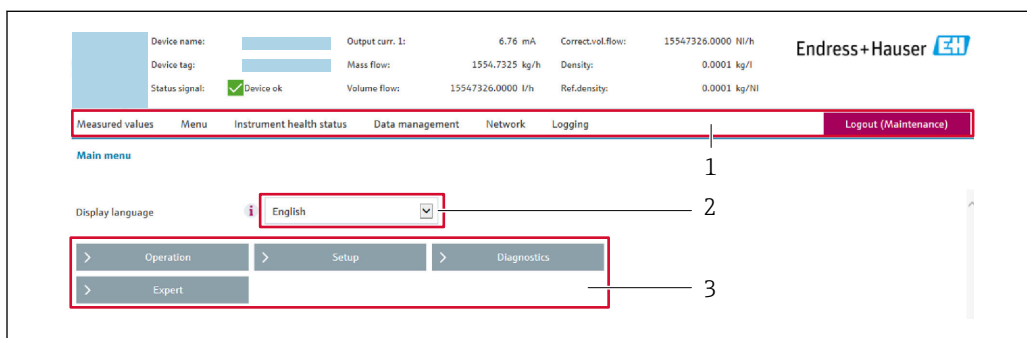 Device name: Output curr. 1: 6.76 mA Correct.vol.flow: 15547326.0000 Nl/h
Endress+Hauser EH
Device tag: Mass flow: 1554.7325 kg/h Density: 0.0001 kg/l
Status signal: Device ok Volume flow: 15547326.0000 l/h Ref.density: 0.0001 kg/Nl
Measured values Menu Instrument health status Data management Network Logging Logout (Maintenance)
1
Main menu
Display language i English 2
> Operation > Setup > Diagnostics
> Expert 3